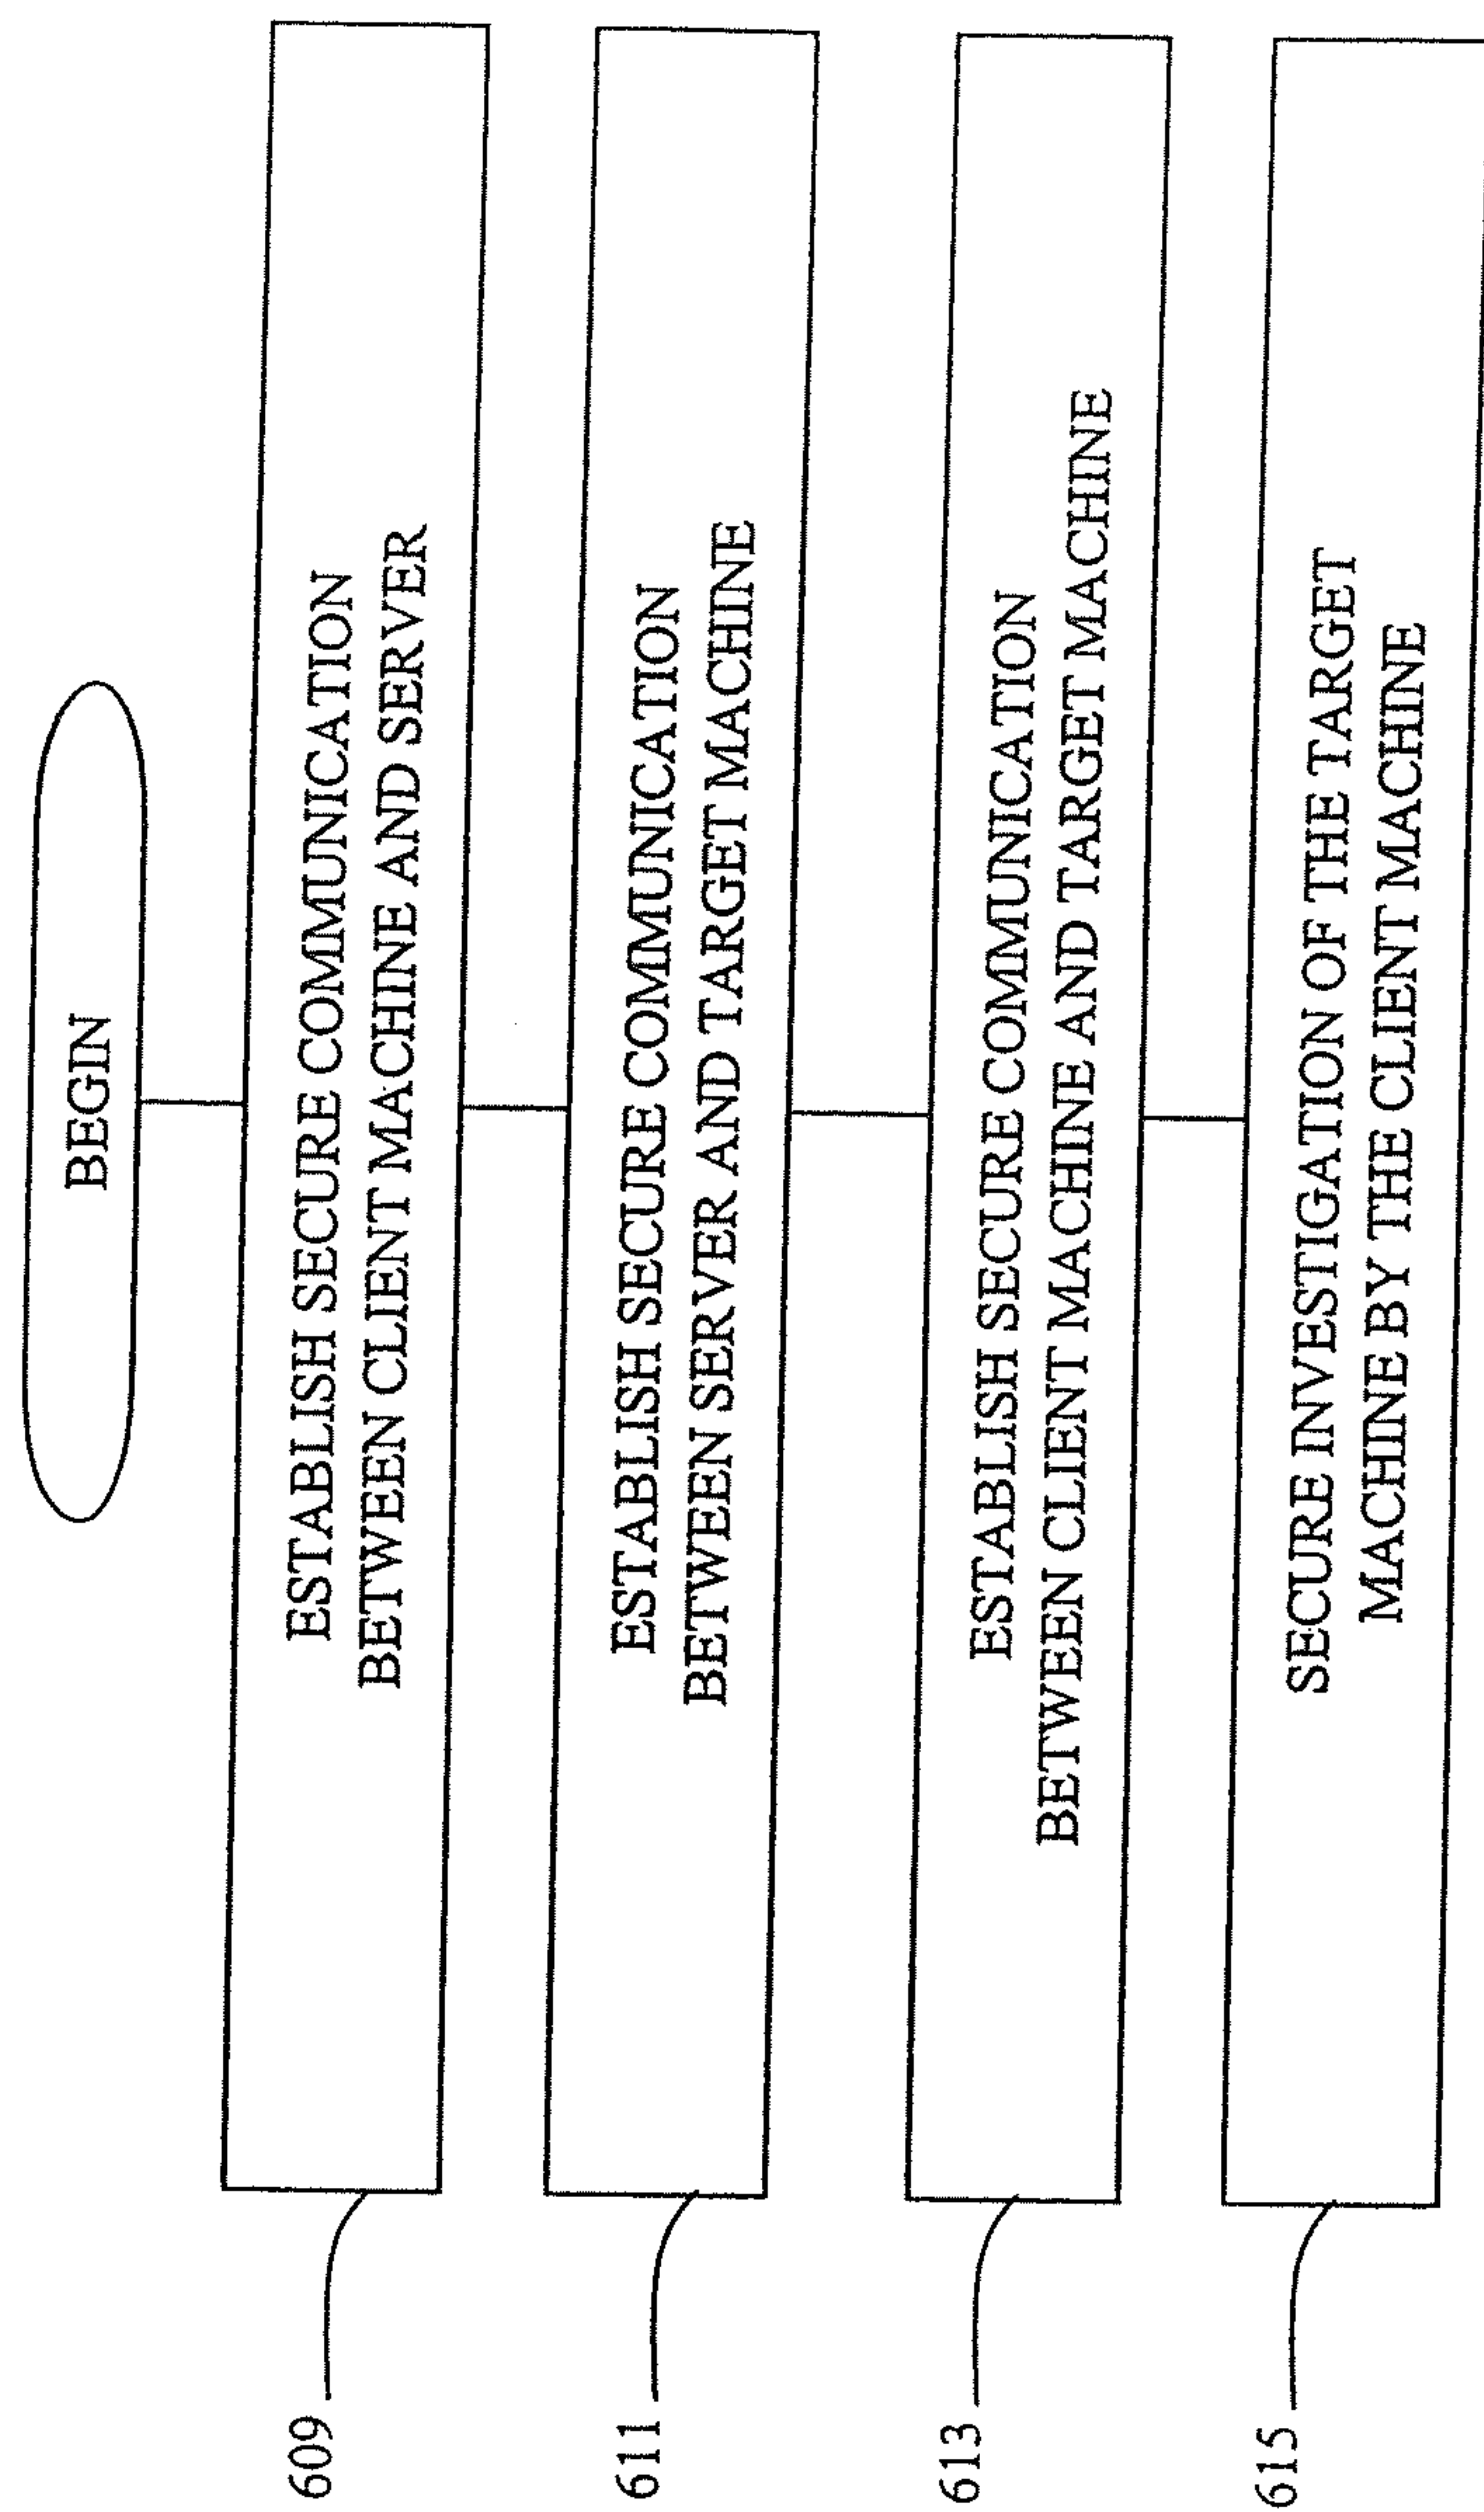 BEGIN
609
ESTABLISH SECURE COMMUNICATION
BETWEEN CLIENT MACHINE AND SERVER
611
ESTABLISH SECURE COMMUNICATION
BETWEEN SERVER AND TARGET MACHINE
613
ESTABLISH SECURE COMMUNICATION
BETWEEN CLIENT MACHINE AND TARGET MACHINE
615
SECURE INVESTIGATION OF THE TARGET
MACHINE BY THE CLIENT MACHINE